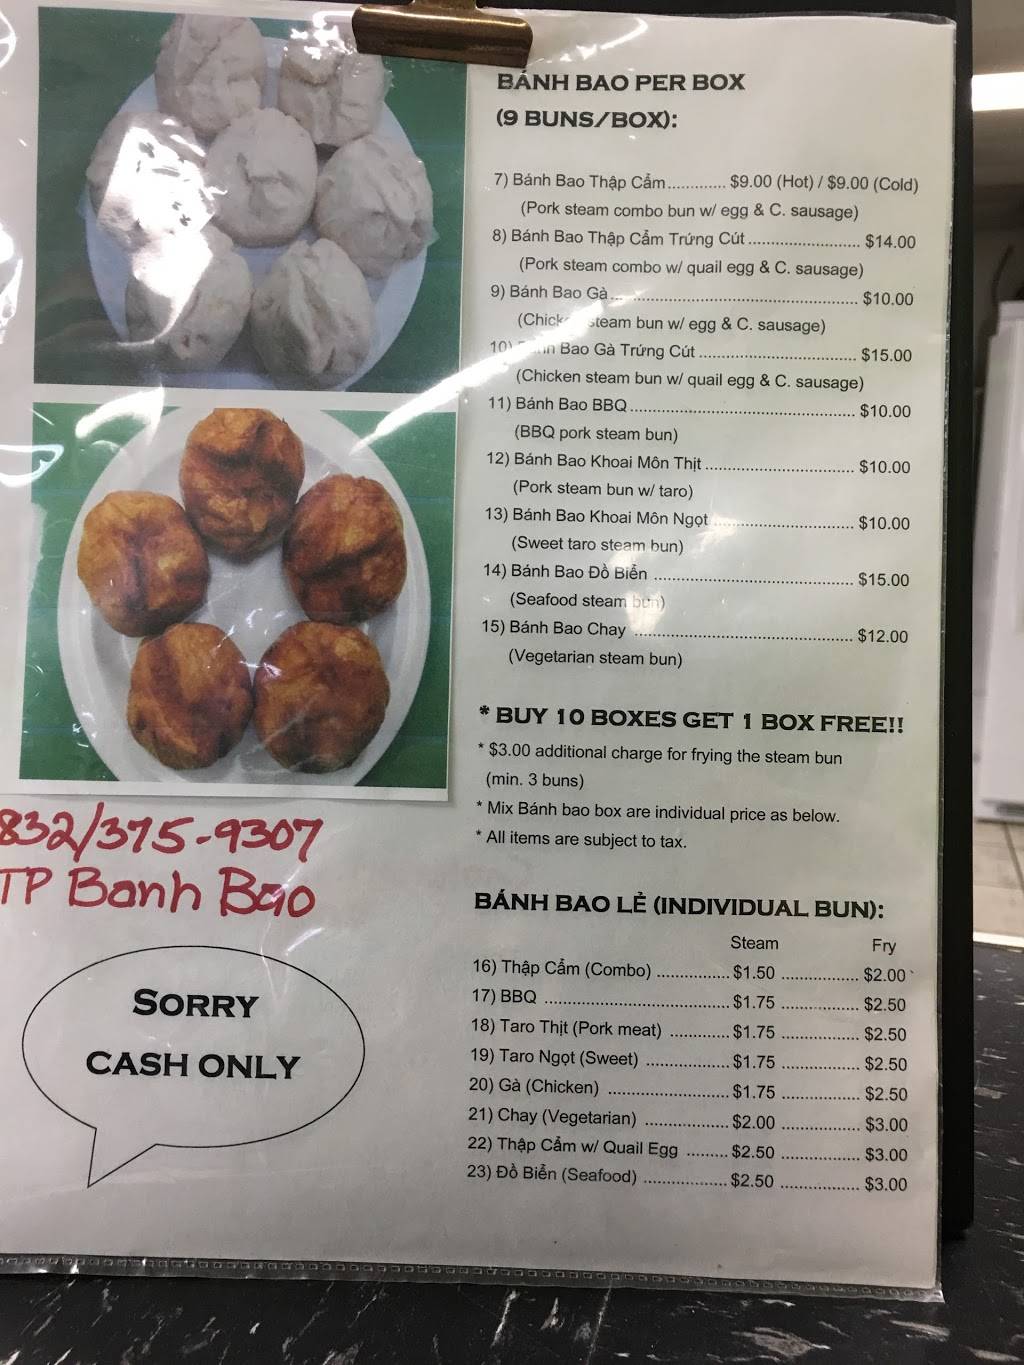 BÁNH BAO PER BOX
(9 BUNS/BOX):
7) Bánh Bao Thập Cẩm............. $9.00 (Hot) / $9.00 (Cold)
(Pork steam combo bun w/ egg & C. sausage)
8) Bánh Bao Thập Cẩm Trứng Cút ......................... $14.00
(Pork steam combo w/ quail egg & C. sausage)
9) Bánh Bao Gà... .................................................. $10.00
steam bun w/ egg & C. sausage)
10) Bao Gà Trứng Cút ................................... $15.00
(Chicken steam bun w/ quail egg & C. sausage)
11) Bánh Bao BBQ.................................................. $10.00
(BBQ pork steam bun)
12) Bánh Bao Khoai Môn Thịt ................................. $10.00
(Pork steam bun w/ taro)
13) Bánh Bao Khoai Môn Ngọt ............................... $10.00
(Sweet taro steam bun)
14) Bánh Bao Đồ Biển ............................................ $15.00
(Seafood steam bun)
15) Bánh Bao Chay ................................................ $12.00
(Vegetarian steam bun)
* BUY 10 BOXES GET 1 BOX FREE!!
* $3.00 additional charge for frying the steam bun
(min. 3 buns)
* Mix Bánh bao box are individual price as below.
* All items are subject to tax.
832/375-9307
TP Banh Bao
SORRY
CASH ONLY
BÁNH BAO LẺ (INDIVIDUAL BUN):
Steam Fry
16) Thập Cẩm (Combo) ................ $1.50 ................. $2.00
17) BBQ ......................................... $1.75 ................. $2.50
18) Taro Thịt (Pork meat) ............. $1.75 ................. $2.50
19) Taro Ngọt (Sweet) .................. $1.75 ................. $2.50
20) Gà (Chicken) .......................... $1.75 ................. $2.50
21) Chay (Vegetarian) .................. $2.00 ................. $3.00
22) Thập Cẩm w/ Quail Egg ......... $2.50 ................. $3.00
23) Đồ Biển (Seafood) .................. $2.50 ................. $3.00